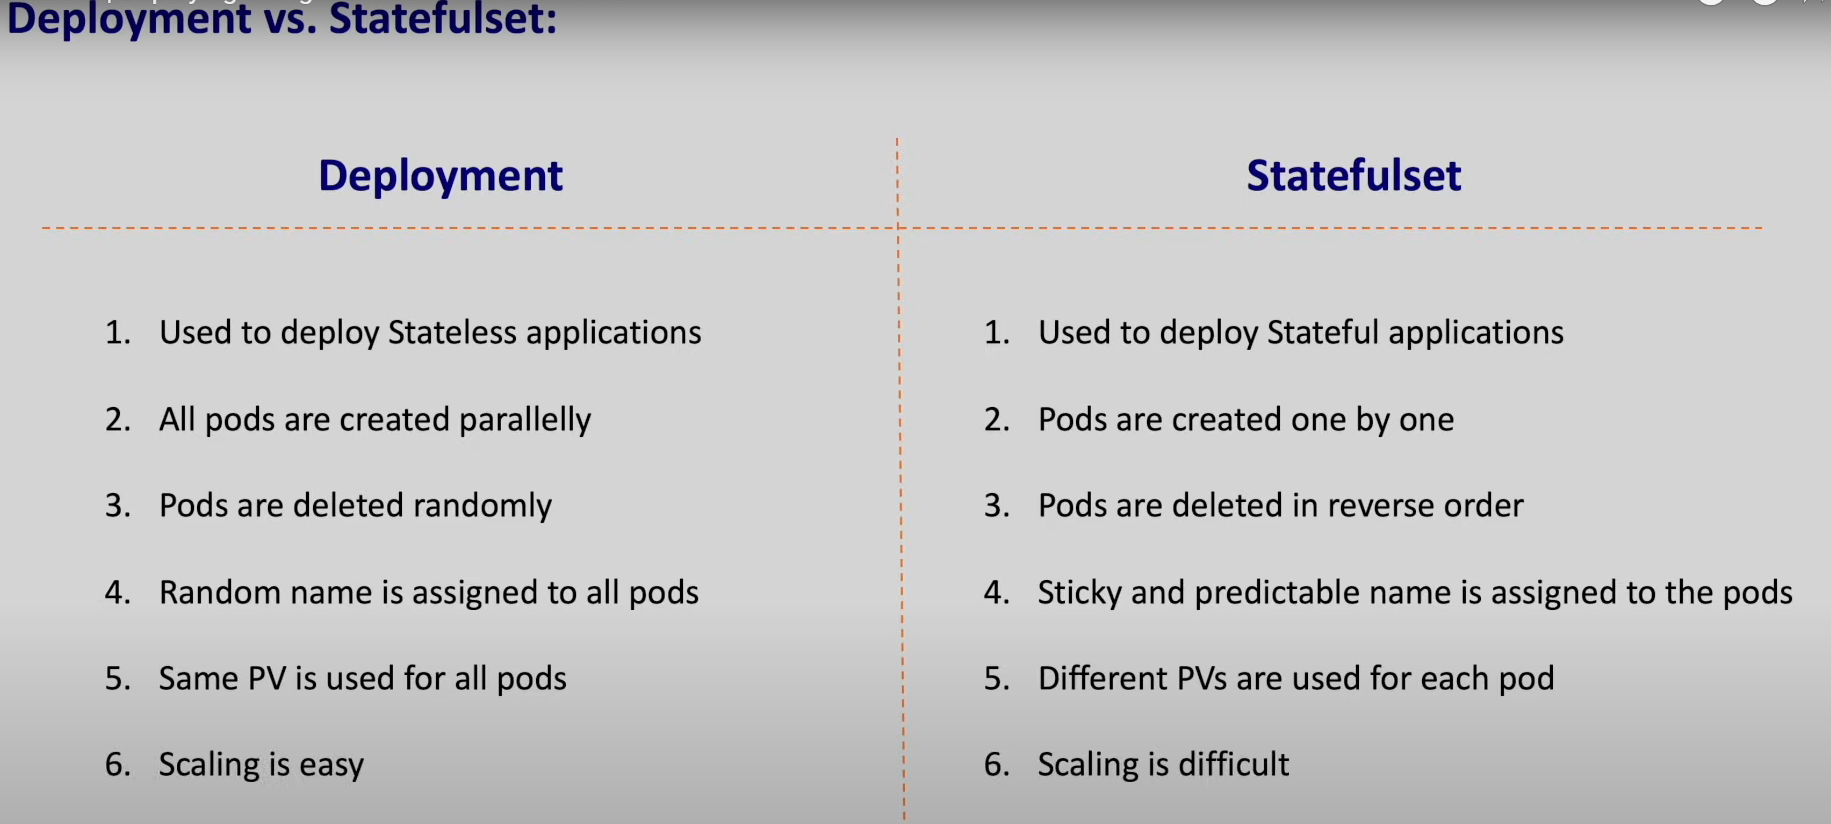 Deployment vs. Statefulset:
Deployment
1. Used to deploy Stateless applications
2. All pods are created parallelly
3. Pods are deleted randomly
4. Random name is assigned to all pods
5. Same PV is used for all pods
6. Scaling is easy
Statefulset
1. Used to deploy Stateful applications
2. Pods are created one by one
3. Pods are deleted in reverse order
4. Sticky and predictable name is assigned to the pods
5. Different PVs are used for each pod
6. Scaling is difficult